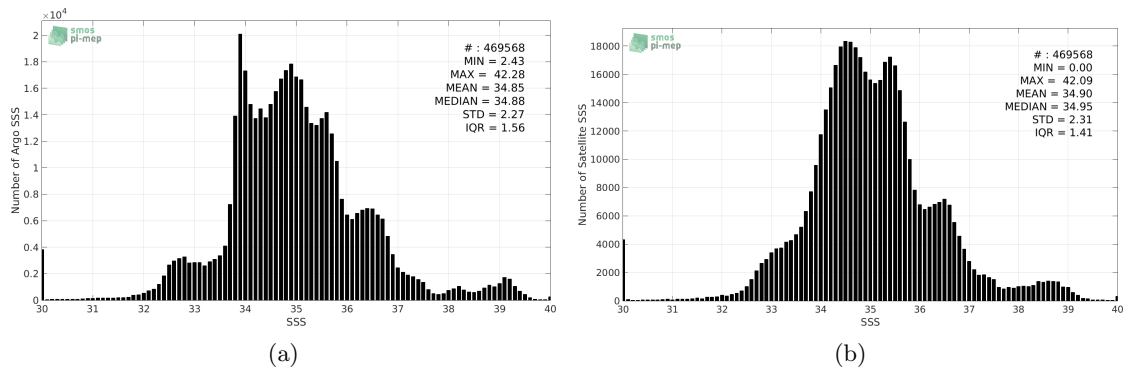 ×10⁴
smos
pi-mep
# : 469568
MIN = 2.43
MAX = 42.28
MEAN = 34.85
MEDIAN = 34.88
STD = 2.27
IQR = 1.56
Number of Argo SSS
2
1.8
1.6
1.4
1.2
1
0.8
0.6
0.4
0.2
0
30 31 32 33 34 35 36 37 38 39 40
SSS
(a)
smos
pi-mep
# : 469568
MIN = 0.00
MAX = 42.09
MEAN = 34.90
MEDIAN = 34.95
STD = 2.31
IQR = 1.41
Number of Satellite SSS
18000
16000
14000
12000
10000
8000
6000
4000
2000
0
30 31 32 33 34 35 36 37 38 39 40
SSS
(b)